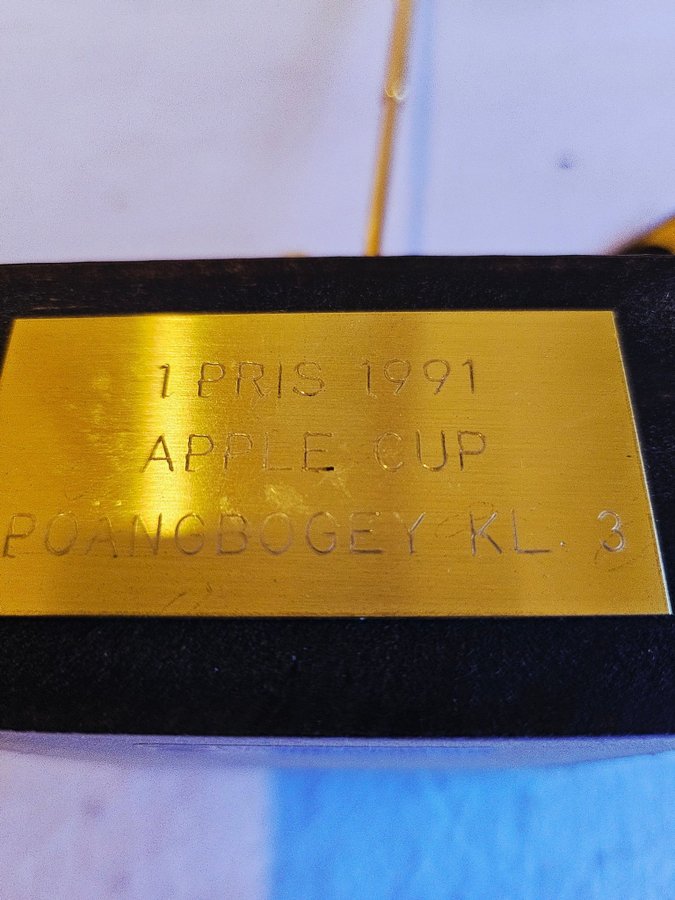 1 PRIS 1991
APPLE CUP
POANGBOGEY KL. 3